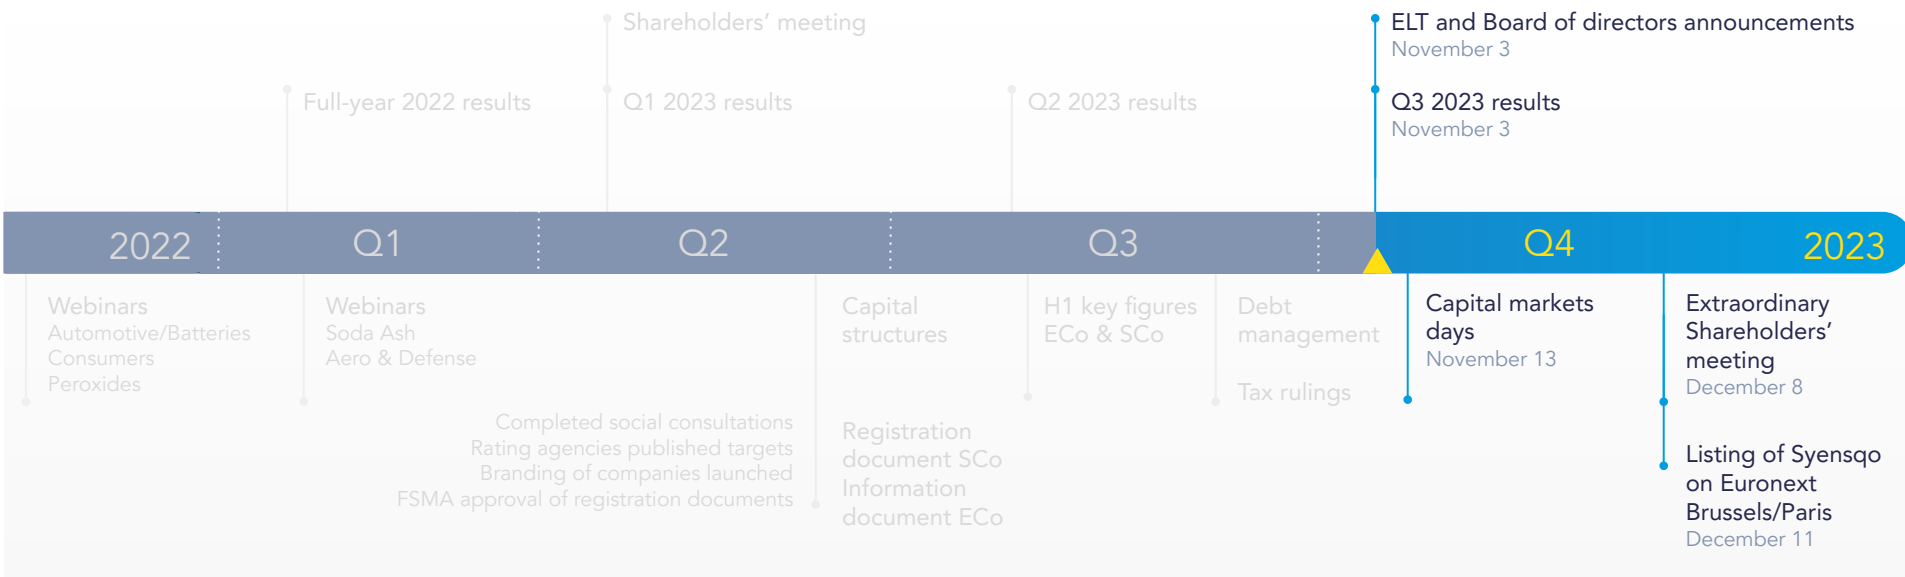 Shareholders’ meeting
ELT and Board of directors announcements
November 3
Full-year 2022 results
Q1 2023 results
Q2 2023 results
Q3 2023 results
November 3
2022
Q1
Q2
Q3
Q4
2023
Webinars
Automotive/Batteries
Consumers
Peroxides
Webinars
Soda Ash
Aero & Defense
Completed social consultations
Rating agencies published targets
Branding of companies launched
FSMA approval of registration documents
Capital
structures
Registration
document SCo
Information
document ECo
H1 key figures
ECo & SCo
Debt
management
Tax rulings
Capital markets
days
November 13
Extraordinary
Shareholders’
meeting
December 8
Listing of Syensqo
on Euronext
Brussels/Paris
December 11